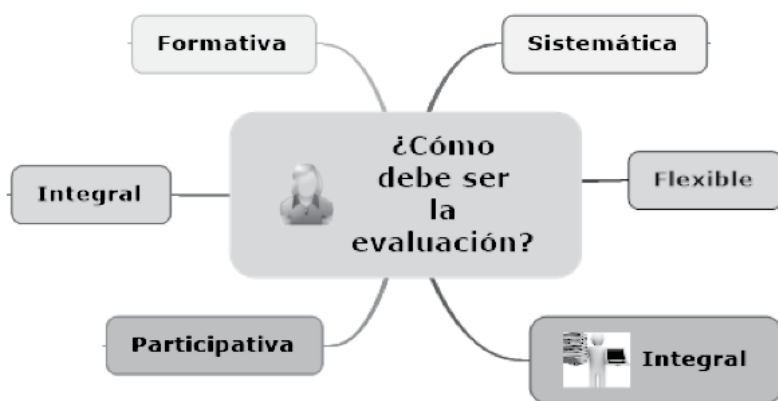 Formativa
Sistemática
¿Cómo
debe ser
la
evaluación?
Integral
Flexible
Participativa
Integral